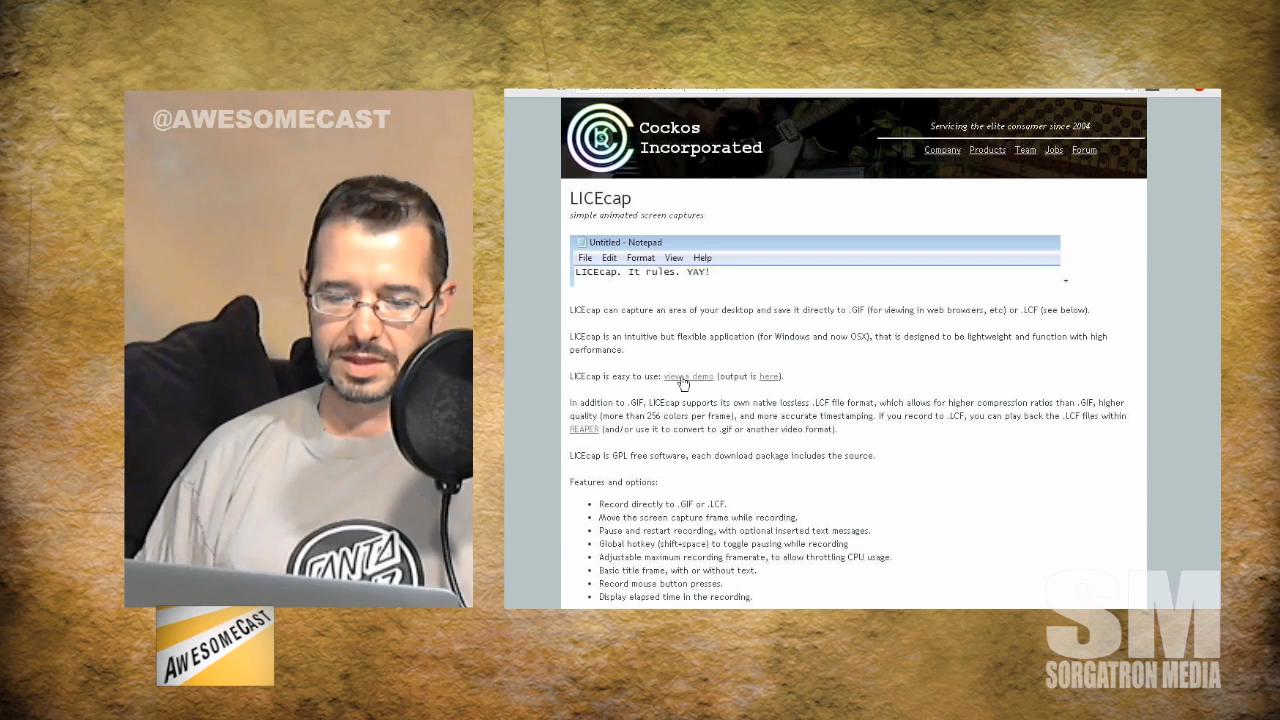 @AWESOMECAST
Cockos
Incorporated
Servicing the elite consumer since 2004
Company Products Team Jobs Forum
LICEcap
simple animated screen captures
Untitled - Notepad
File Edit Format View Help
LICEcap. It rules. YAY!
LICEcap can capture an area of your desktop and save it directly to .GIF (for viewing in web browsers, etc) or .LCF (see below).
LICEcap is an intuitive but flexible application (for Windows and now OSX), that is designed to be lightweight and function with high
performance.
LICEcap is easy to use: view a demo (output is here).
In addition to .GIF, LICEcap supports its own native lossless .LCF file format, which allows for higher compression ratios than .GIF, higher
quality (more than 256 colors per frame), and more accurate timestamping. If you record to .LCF, you can play back the .LCF files within
REAPER (and/or use it to convert to .gif or another video format).
LICEcap is GPL free software, each download package includes the source.
Features and options:
• Record directly to .GIF or .LCF.
• Move the screen capture frame while recording.
• Pause and restart recording, with optional inserted text messages.
• Global hotkey (shift+space) to toggle pausing while recording
• Adjustable maximum recording framerate, to allow throttling CPU usage.
• Basic title frame, with or without text.
• Record mouse button presses.
• Display elapsed time in the recording.
AWESOMECAST
SM
SORGATRON MEDIA